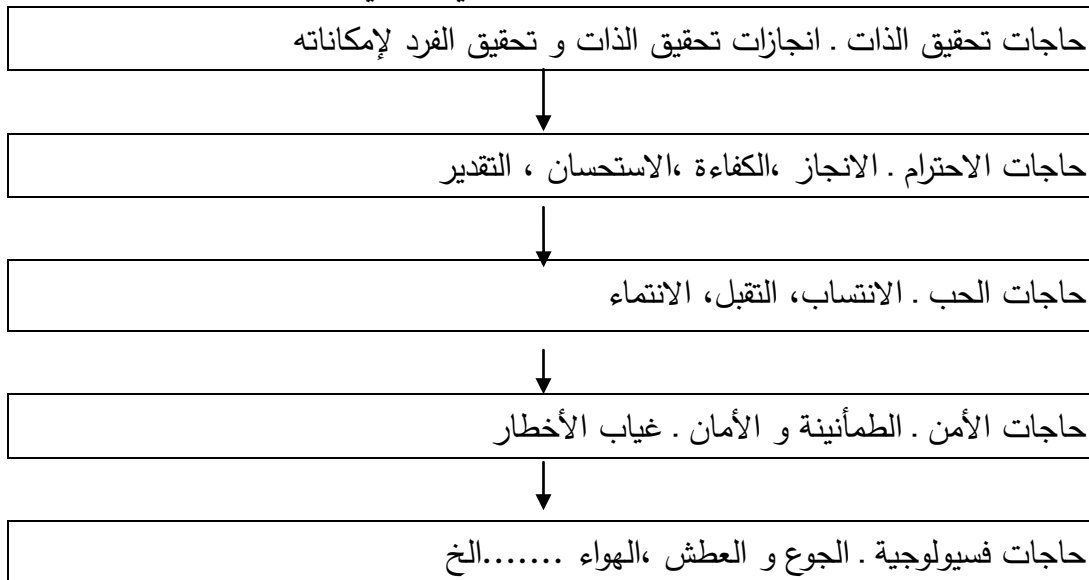 حاجات تحقيق الذات . انجازات تحقيق الذات و تحقيق الفرد لإمكاناته
حاجات الاحترام . الانجاز ،الكفاءة ،الاستحسان ، التقدير
حاجات الحب . الانتساب، التقبل، الانتماء
حاجات الأمن . الطمأنينة و الأمان . غياب الأخطار
حاجات فسيولوجية . الجوع و العطش ،الهواء .......الخ